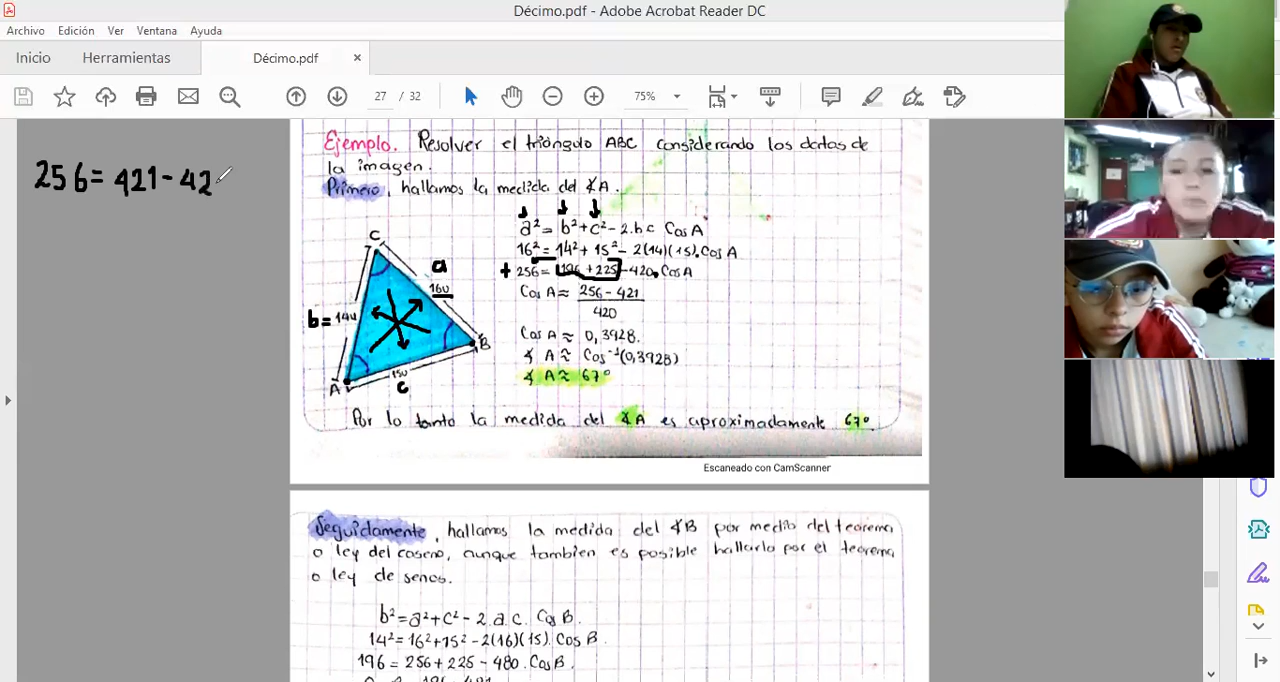 Décimo.pdf - Adobe Acrobat Reader DC
Archivo Edición Ver Ventana Ayuda
Inicio Herramientas Décimo.pdf ×
27 / 32 75%
256 = 421 - 42
Ejemplo. Resolver el triángulo ABC considerando los datos de
la imagen.
Primero, hallamos la medida del ∡A.
a² = b² + c² - 2.b.c Cos A
16² = 14² + 15² - 2(14)(15). Cos A
+ 256 = 196 + 225 - 420. Cos A
Cos A ≈ 256 - 421
420
Cos A ≈ 0,3928.
∡ A ≈ Cos⁻¹(0,3928)
∡ A ≈ 67°
C
a
16u
b = 14u
B
15u
A
c
Por lo tanto la medida del ∡A es aproximadamente 67°
Escaneado con CamScanner
Seguidamente, hallamos la medida del ∡B por medio del teorema
o ley del coseno, aunque tambien es posible hallarlo por el teorema
o ley de senos.
b² = a² + c² - 2.a.c. Cos B.
14² = 16² + 15² - 2(16)(15). Cos B.
196 = 256 + 225 - 480. Cos B.